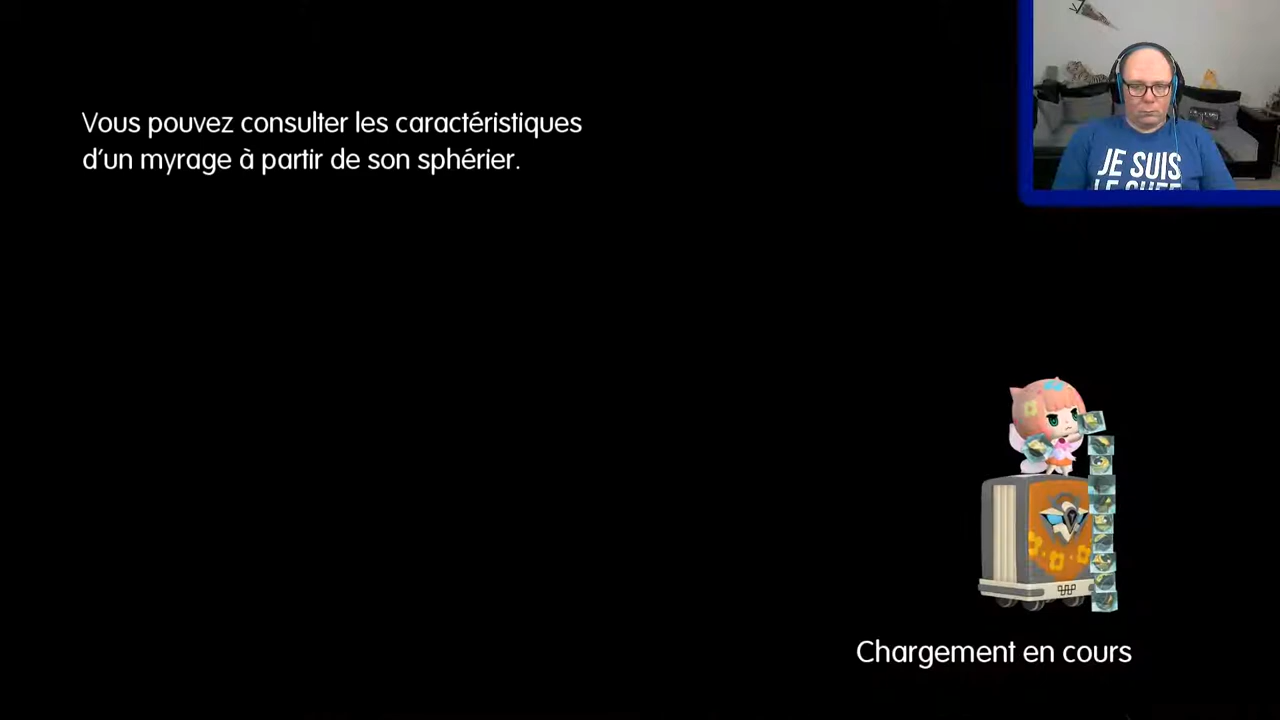 Vous pouvez consulter les caractéristiques
d'un myrage à partir de son sphérier.
JE SUIS
Chargement en cours